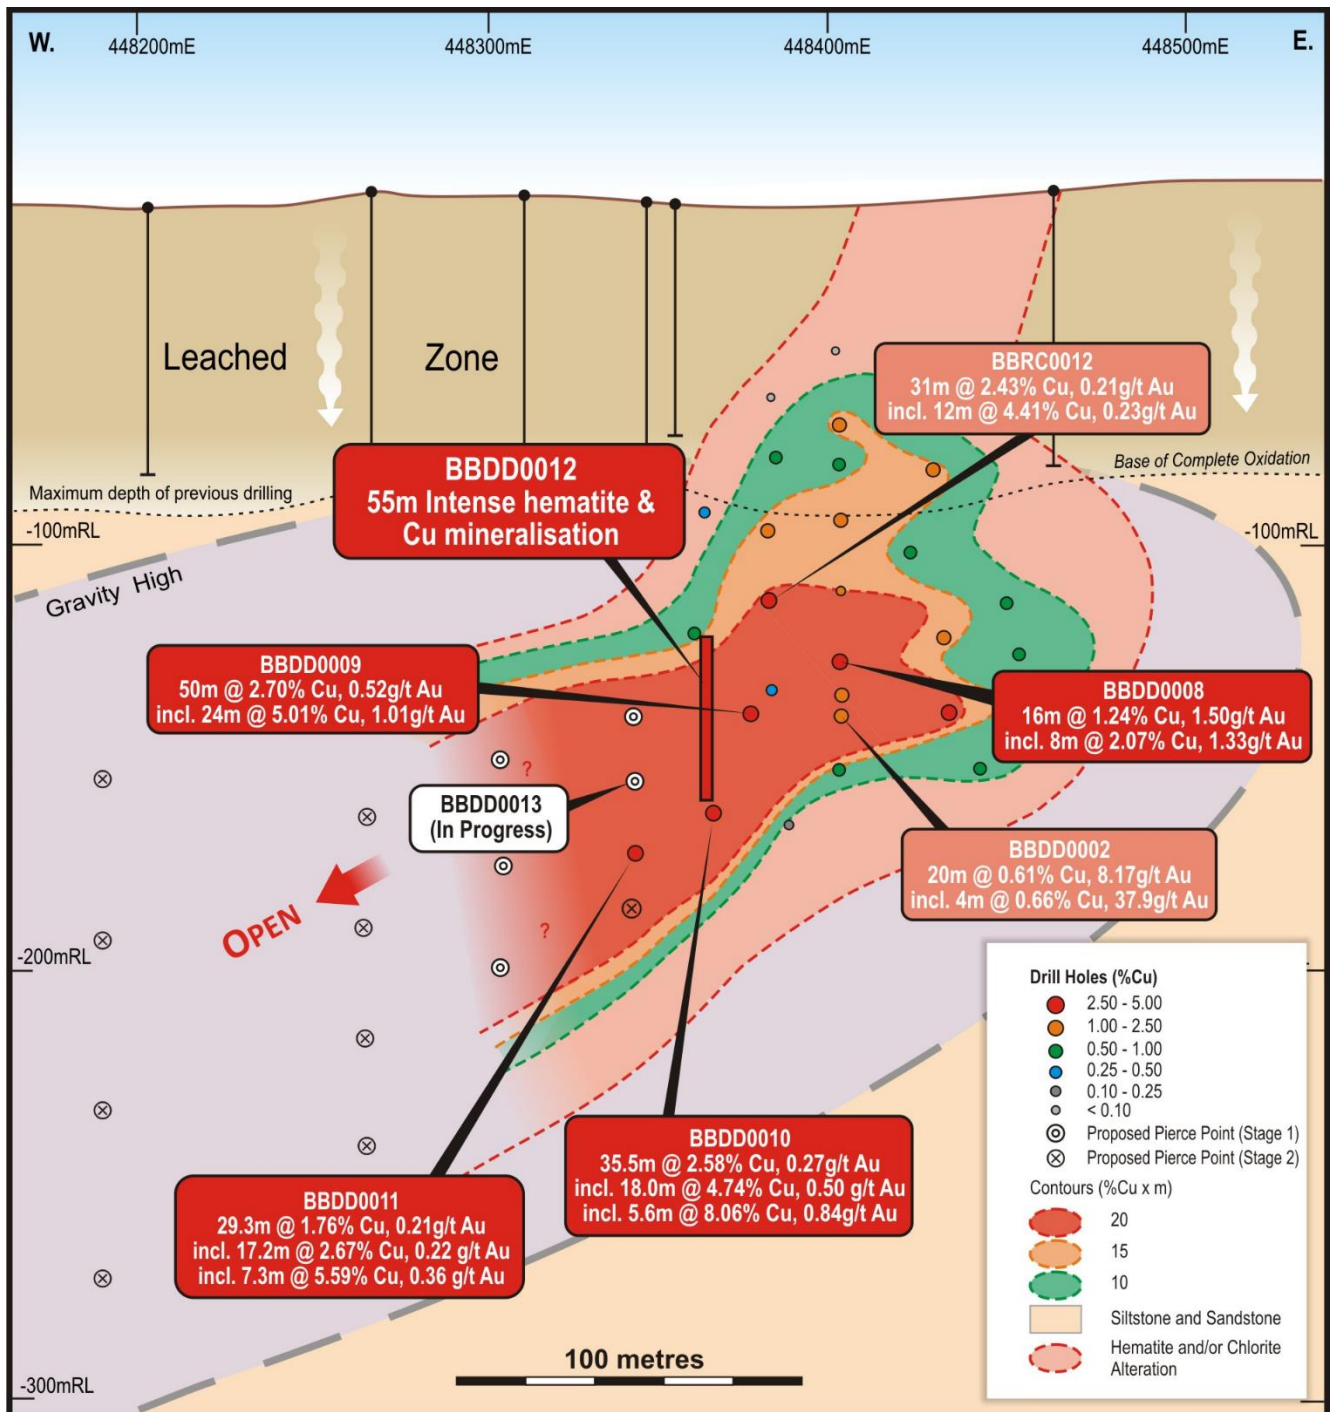 W.
448200mE
448300mE
448400mE
448500mE
E.
Leached Zone
BBRC0012
31m @ 2.43% Cu, 0.21g/t Au
incl. 12m @ 4.41% Cu, 0.23g/t Au
BBDD0012
55m Intense hematite &
Cu mineralisation
Base of Complete Oxidation
Maximum depth of previous drilling
-100mRL
-100mRL
Gravity High
BBDD0009
50m @ 2.70% Cu, 0.52g/t Au
incl. 24m @ 5.01% Cu, 1.01g/t Au
BBDD0008
16m @ 1.24% Cu, 1.50g/t Au
incl. 8m @ 2.07% Cu, 1.33g/t Au
?
BBDD0013
(In Progress)
BBDD0002
20m @ 0.61% Cu, 8.17g/t Au
incl. 4m @ 0.66% Cu, 37.9g/t Au
OPEN
?
-200mRL
Drill Holes (%Cu)
2.50 - 5.00
1.00 - 2.50
0.50 - 1.00
0.25 - 0.50
0.10 - 0.25
< 0.10
Proposed Pierce Point (Stage 1)
Proposed Pierce Point (Stage 2)
Contours (%Cu x m)
20
15
10
Siltstone and Sandstone
Hematite and/or Chlorite
Alteration
BBDD0010
35.5m @ 2.58% Cu, 0.27g/t Au
incl. 18.0m @ 4.74% Cu, 0.50 g/t Au
incl. 5.6m @ 8.06% Cu, 0.84g/t Au
BBDD0011
29.3m @ 1.76% Cu, 0.21g/t Au
incl. 17.2m @ 2.67% Cu, 0.22 g/t Au
incl. 7.3m @ 5.59% Cu, 0.36 g/t Au
100 metres
-300mRL